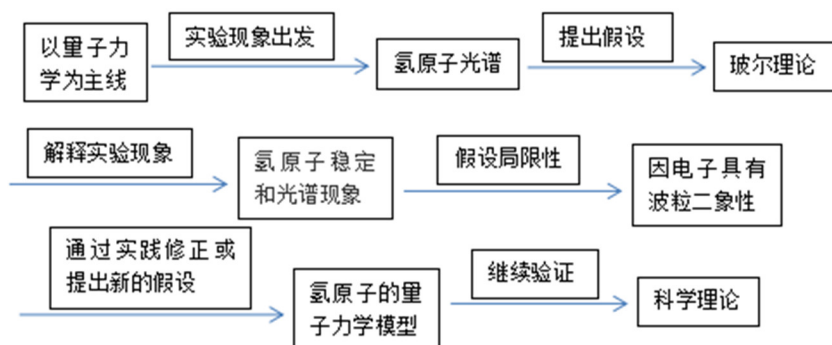 以量子力
学为主线
实验现象出发
氢原子光谱
提出假设
玻尔理论
解释实验现象
氢原子稳定
和光谱现象
假设局限性
因电子具有
波粒二象性
通过实践修正或
提出新的假设
氢原子的量
子力学模型
继续验证
科学理论